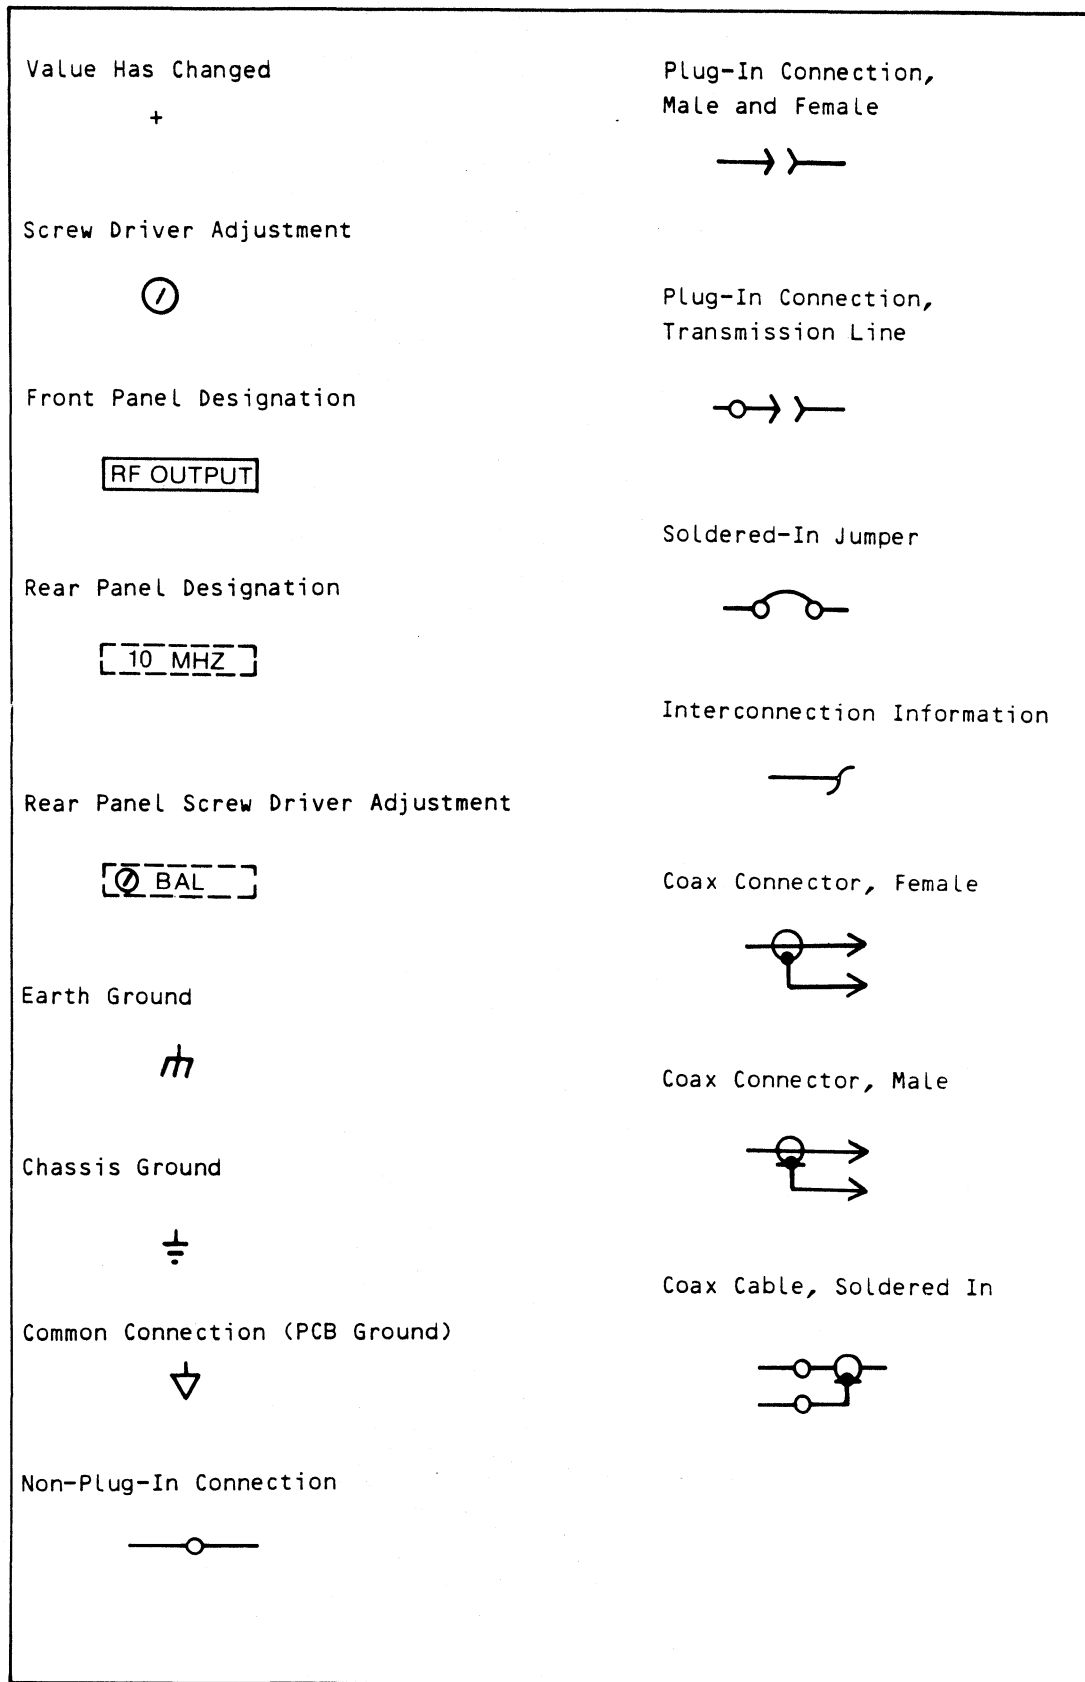 Value Has Changed
+
Screw Driver Adjustment
Front Panel Designation
RF OUTPUT
Rear Panel Designation
10 MHZ
Rear Panel Screw Driver Adjustment
BAL
Earth Ground
Chassis Ground
Common Connection (PCB Ground)
Non-Plug-In Connection
Plug-In Connection,
Male and Female
Plug-In Connection,
Transmission Line
Soldered-In Jumper
Interconnection Information
Coax Connector, Female
Coax Connector, Male
Coax Cable, Soldered In